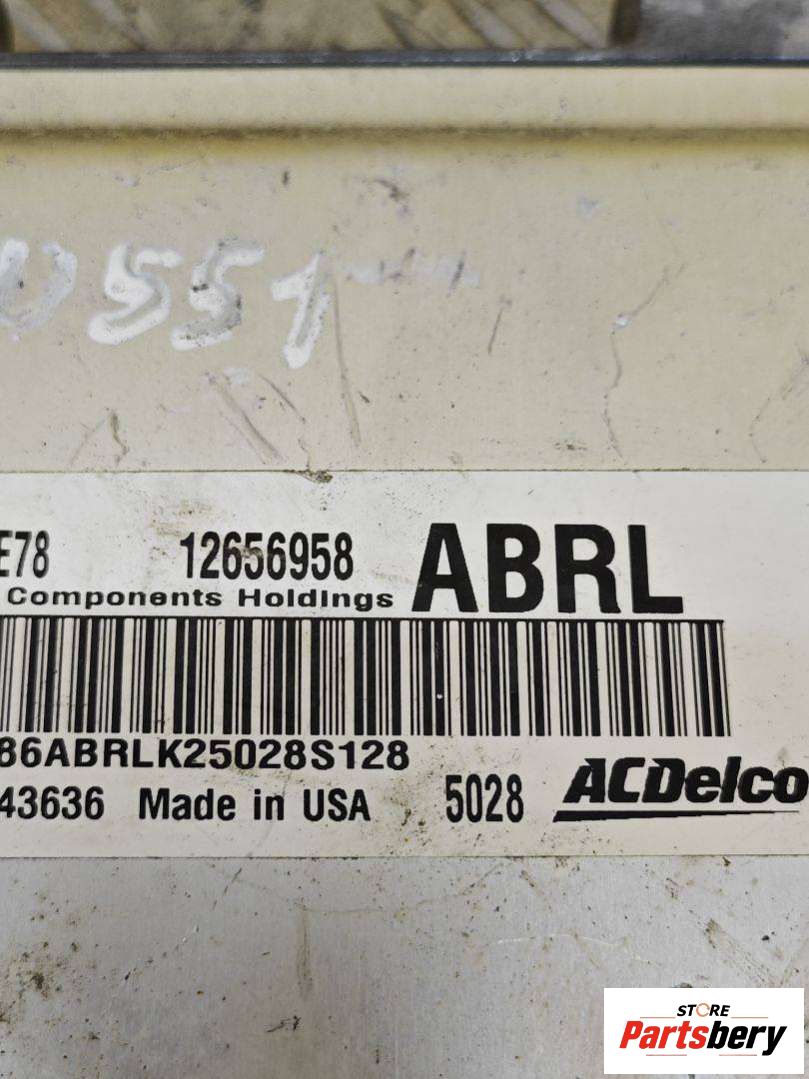 0551
E78 12656958 ABRL
Components Holdings
86ABRLK25028S128
43636 Made in USA 5028 ACDelco
STORE
Partsbery